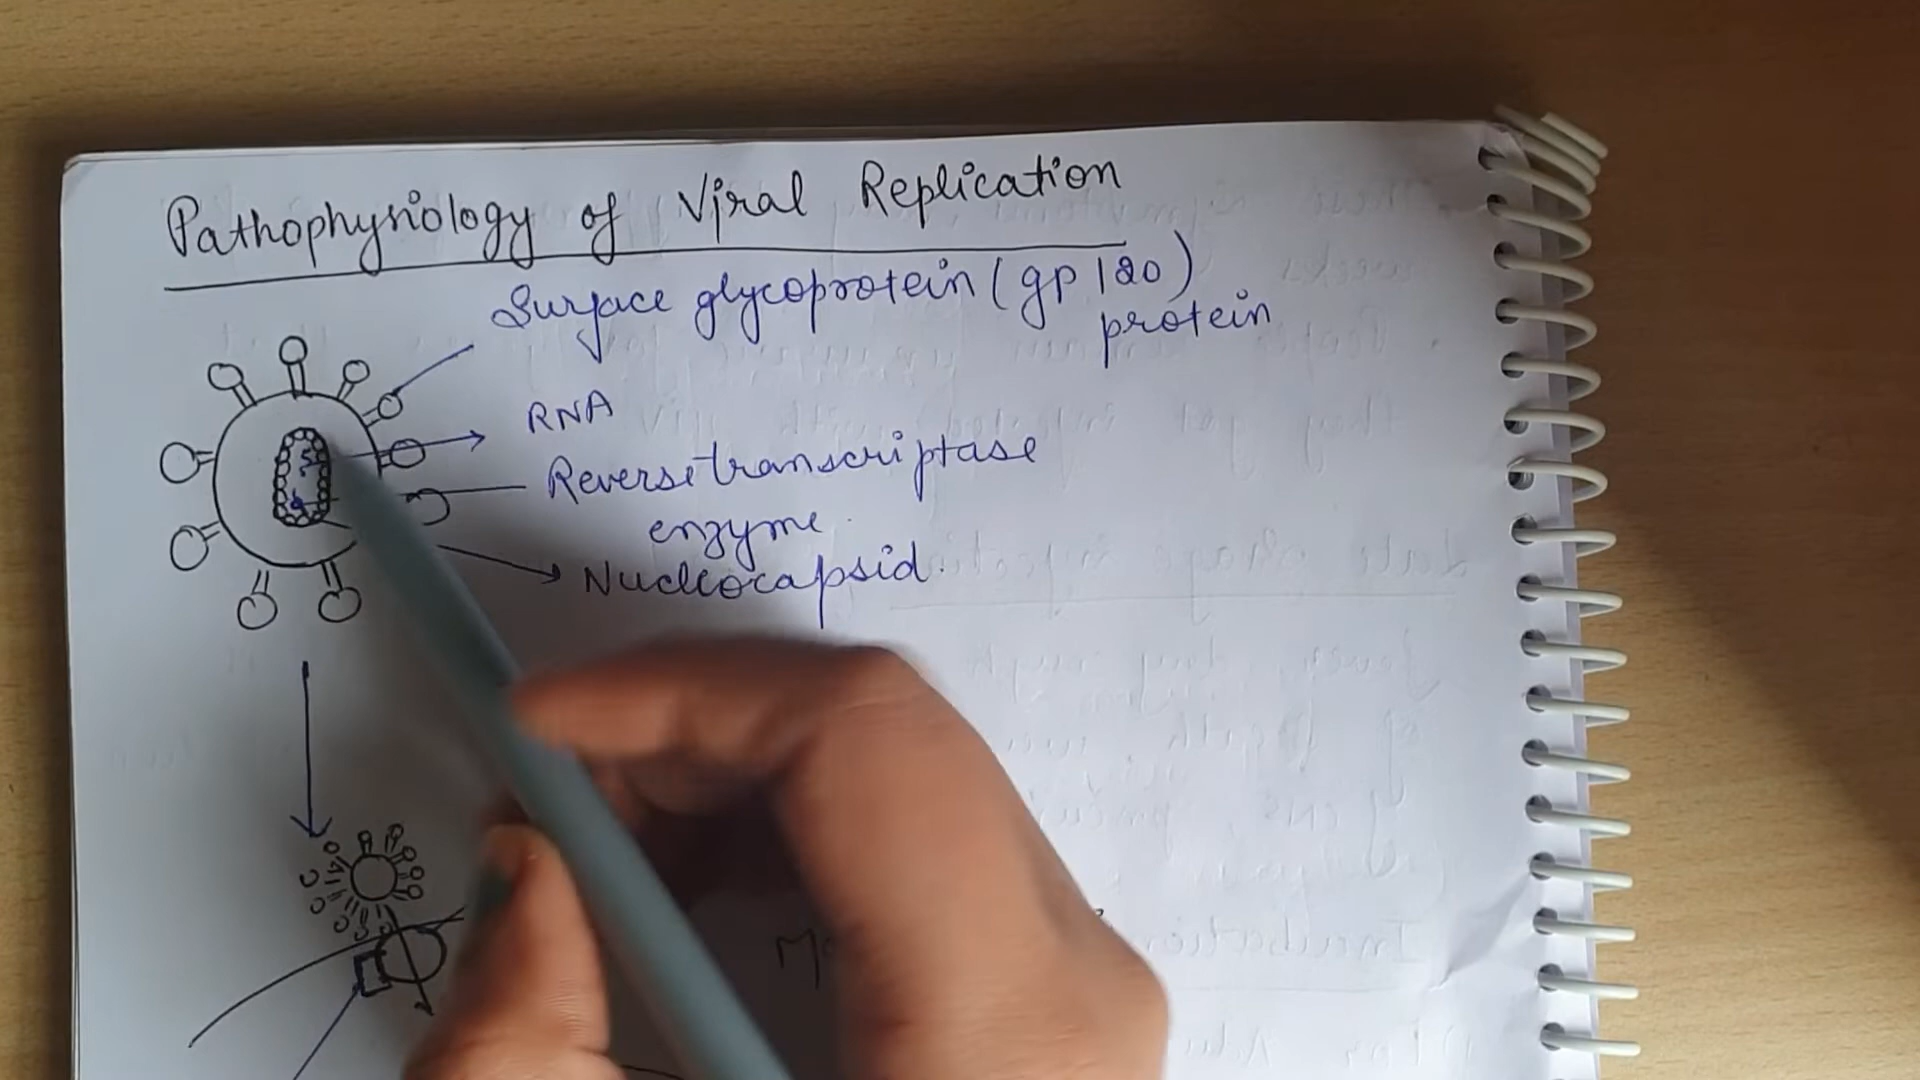 Pathophysiology of Viral Replication
Surface glycoprotein (gp 120)
protein
RNA
Reverse transcriptase
enzyme.
Nucleocapsid.